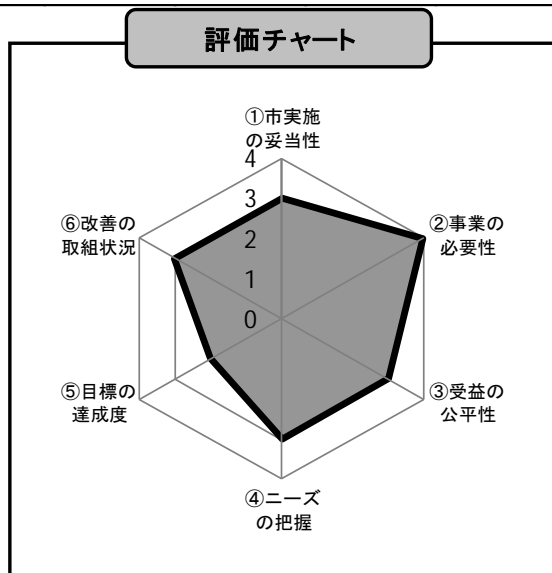 評価チャート
①市実施
の妥当性
4
3
2
1
0
②事業の
必要性
③受益の
公平性
④ニーズ
の把握
⑤目標の
達成度
⑥改善の
取組状況